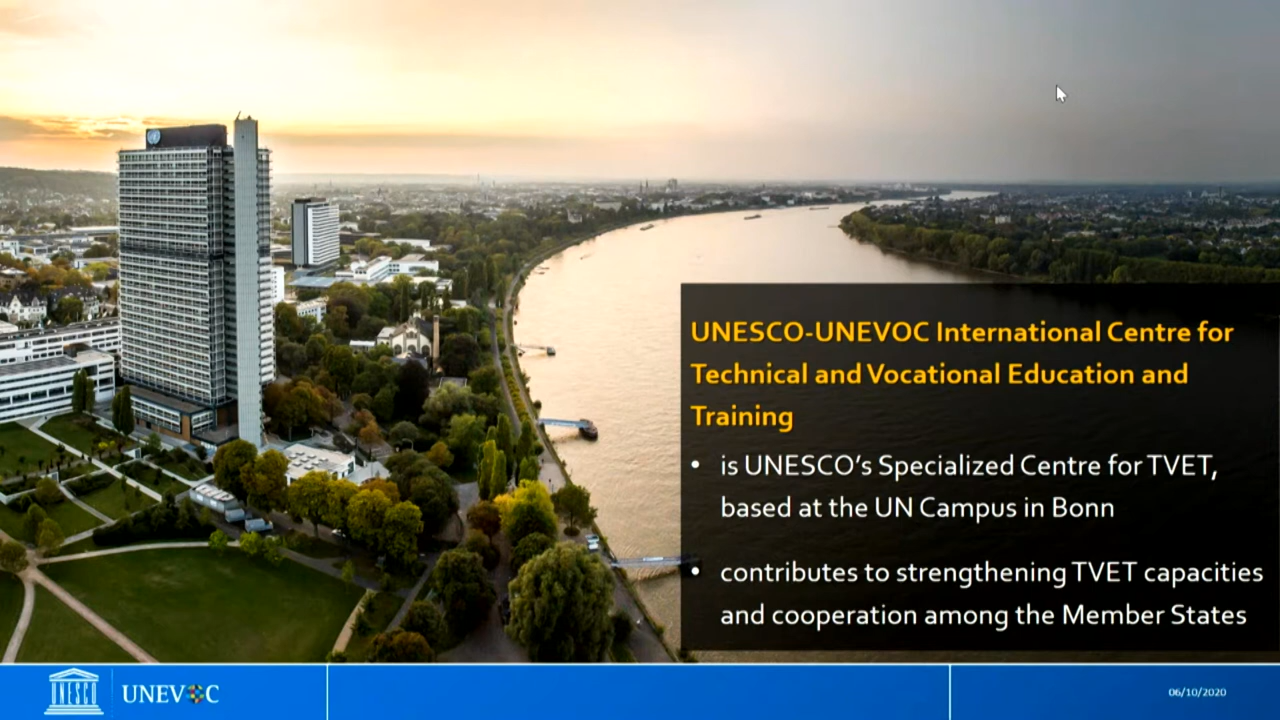 UNESCO-UNEVOC International Centre for
Technical and Vocational Education and
Training
• is UNESCO's Specialized Centre for TVET,
based at the UN Campus in Bonn
• contributes to strengthening TVET capacities
and cooperation among the Member States
UNESCO
UNEVOC
06/10/2020